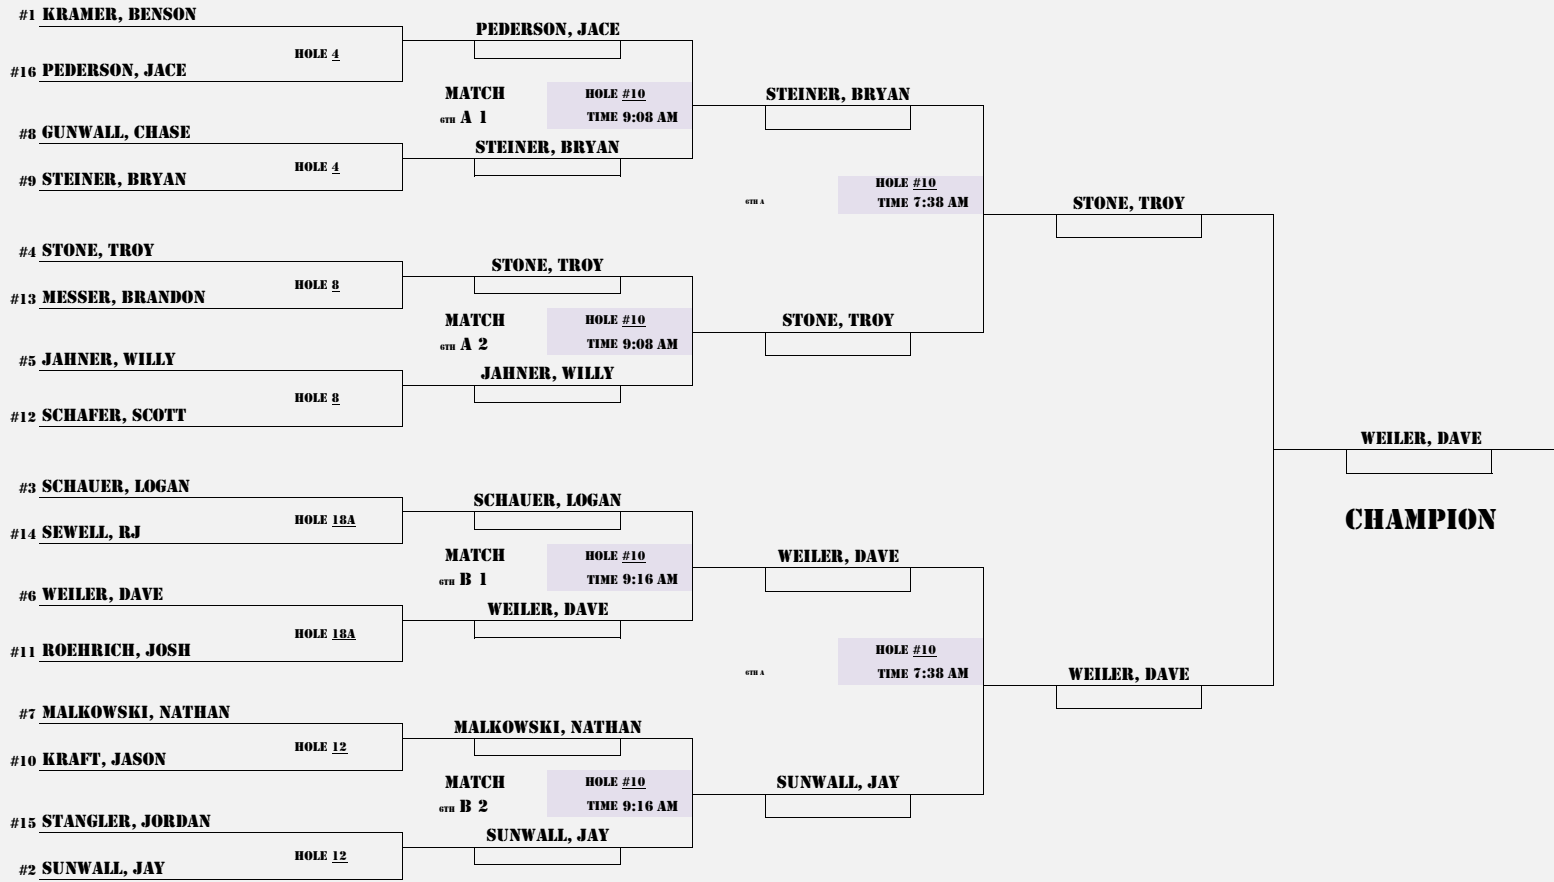 #1 KRAMER, BENSON
HOLE 4
#16 PEDERSON, JACE
#8 GUNWALL, CHASE
HOLE 4
#9 STEINER, BRYAN
#4 STONE, TROY
HOLE 8
#13 MESSER, BRANDON
#5 JAHNER, WILLY
HOLE 8
#12 SCHAFER, SCOTT
#3 SCHAUER, LOGAN
HOLE 18A
#14 SEWELL, RJ
#6 WEILER, DAVE
HOLE 18A
#11 ROEHRICH, JOSH
#7 MALKOWSKI, NATHAN
HOLE 12
#10 KRAFT, JASON
#15 STANGLER, JORDAN
HOLE 12
#2 SUNWALL, JAY
PEDERSON, JACE
MATCH
6TH A 1
HOLE #10
TIME 9:08 AM
STEINER, BRYAN
STONE, TROY
MATCH
6TH A 2
HOLE #10
TIME 9:08 AM
JAHNER, WILLY
SCHAUER, LOGAN
MATCH
6TH B 1
HOLE #10
TIME 9:16 AM
WEILER, DAVE
MALKOWSKI, NATHAN
MATCH
6TH B 2
HOLE #10
TIME 9:16 AM
SUNWALL, JAY
STEINER, BRYAN
6TH A
HOLE #10
TIME 7:38 AM
STONE, TROY
WEILER, DAVE
6TH A
HOLE #10
TIME 7:38 AM
SUNWALL, JAY
STONE, TROY
WEILER, DAVE
WEILER, DAVE
CHAMPION